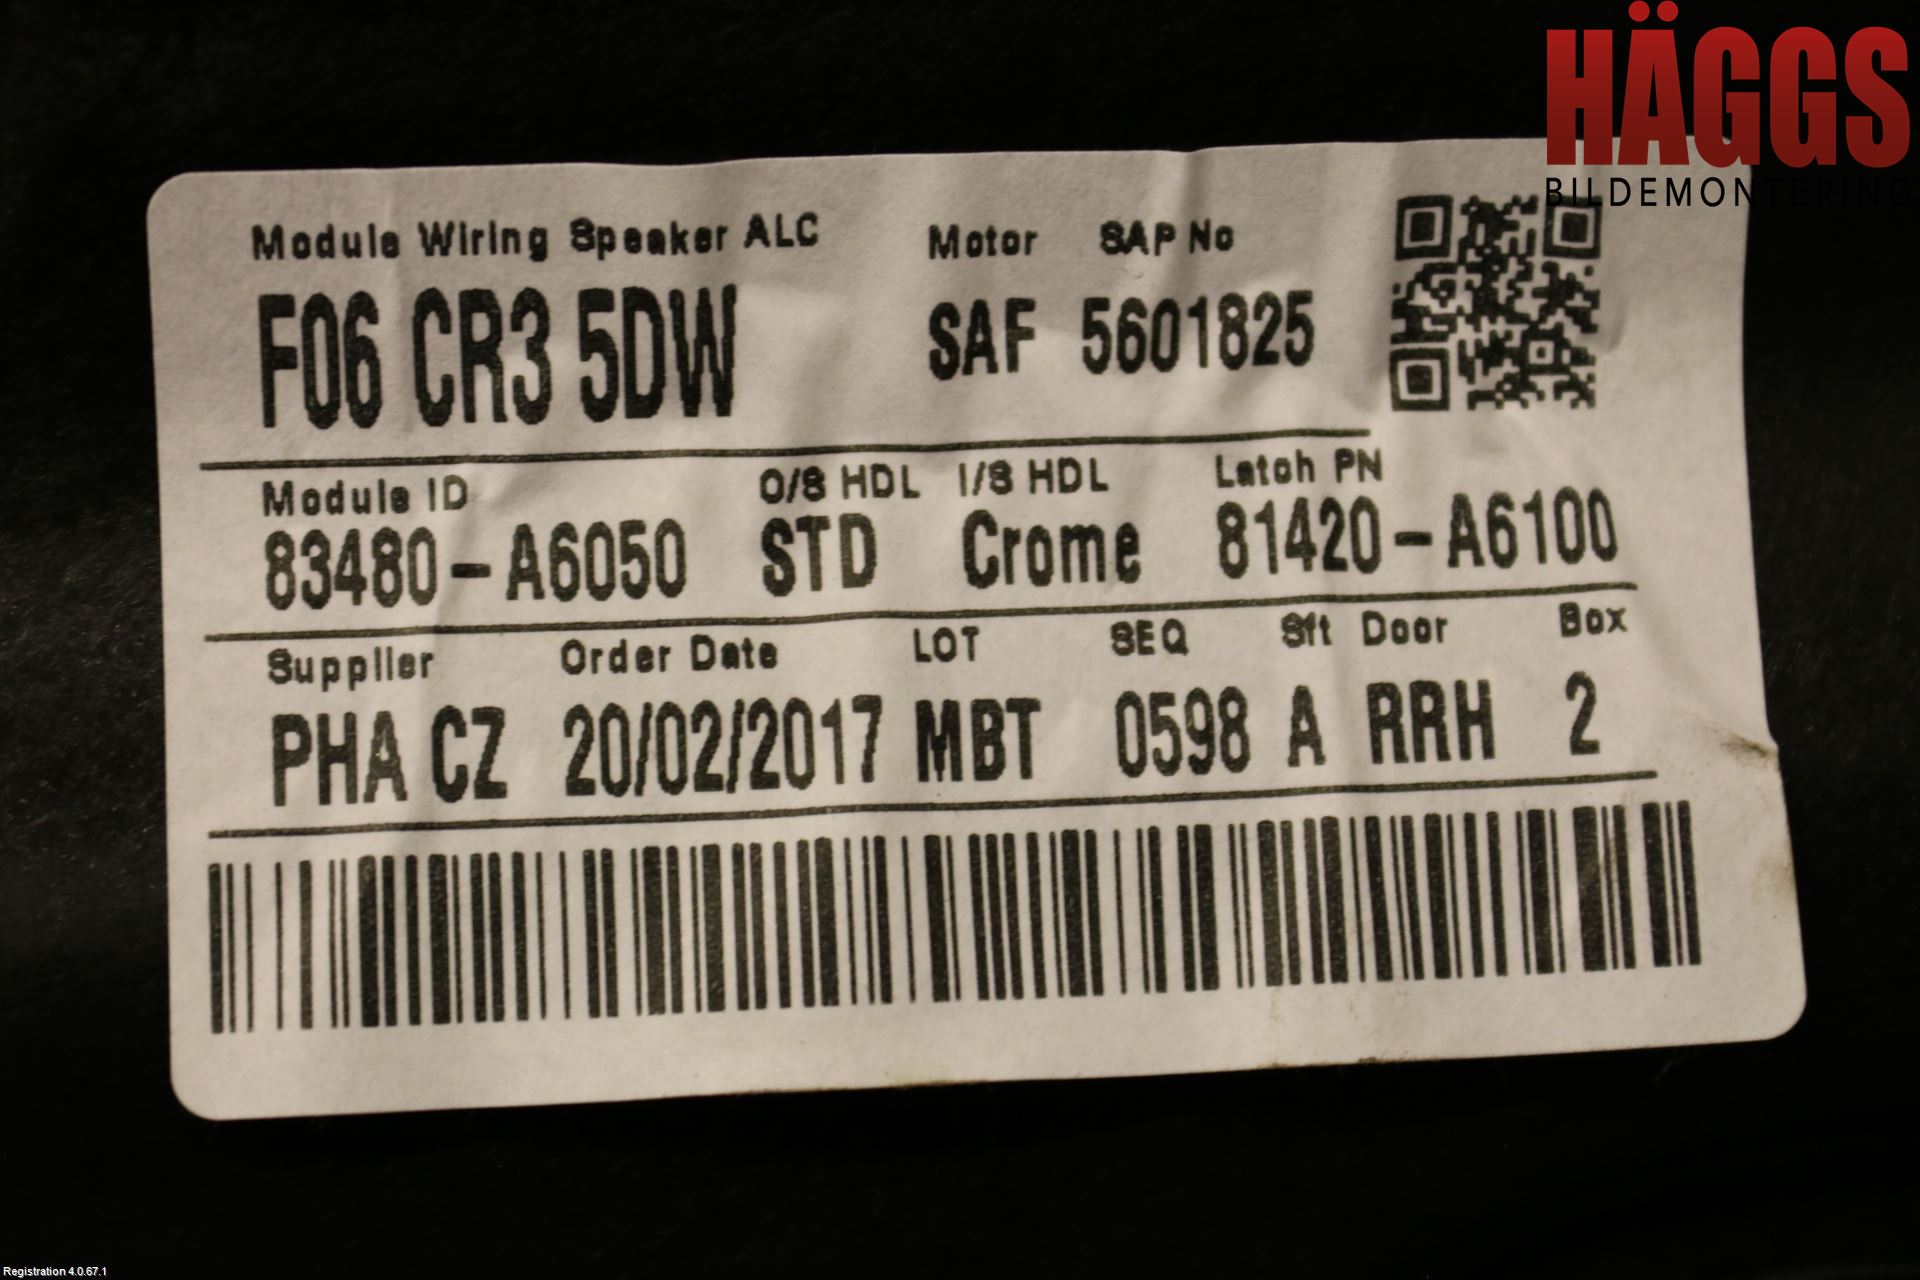 HÄGGS
BILDEMONTERING
Module Wiring Speaker ALC Motor SAP No
F06 CR3 5DW SAF 5601825
Module ID O/S HDL I/S HDL Latch PN
83480-A6050 STD Crome 81420-A6100
Supplier Order Date LOT SEQ Sft Door Box
PHA CZ 20/02/2017 MBT 0598 A RRH 2
Registration 4.0.67.1